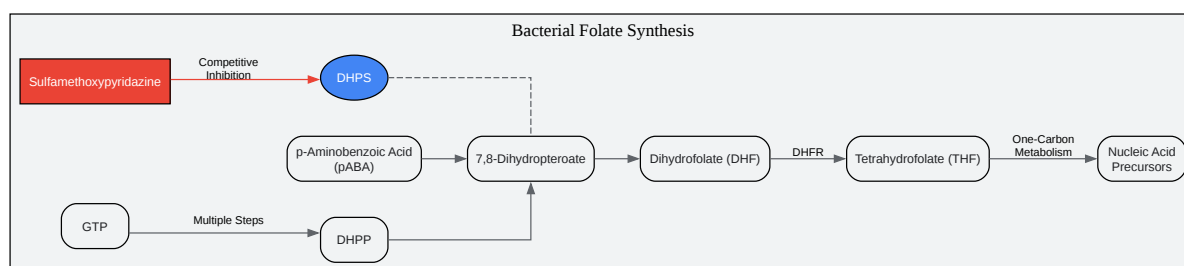 Bacterial Folate Synthesis
Sulfamethoxypyridazine
Competitive
Inhibition
DHPS
p-Aminobenzoic Acid
(pABA)
7,8-Dihydropteroate
Dihydrofolate (DHF)
DHFR
Tetrahydrofolate (THF)
One-Carbon
Metabolism
Nucleic Acid
Precursors
GTP
Multiple Steps
DHPP